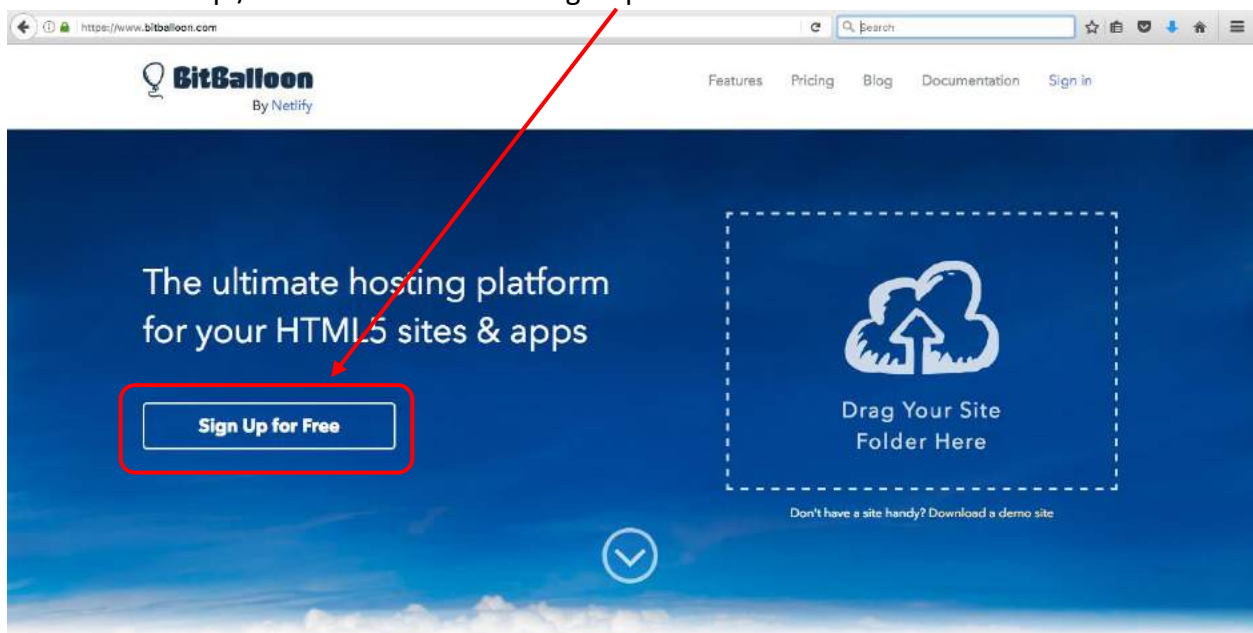 https://www.bitballoon.com
Search
BitBalloon
By Netlify
Features Pricing Blog Documentation Sign in
The ultimate hosting platform
for your HTML5 sites & apps
Sign Up for Free
Drag Your Site
Folder Here
Don't have a site handy? Download a demo site